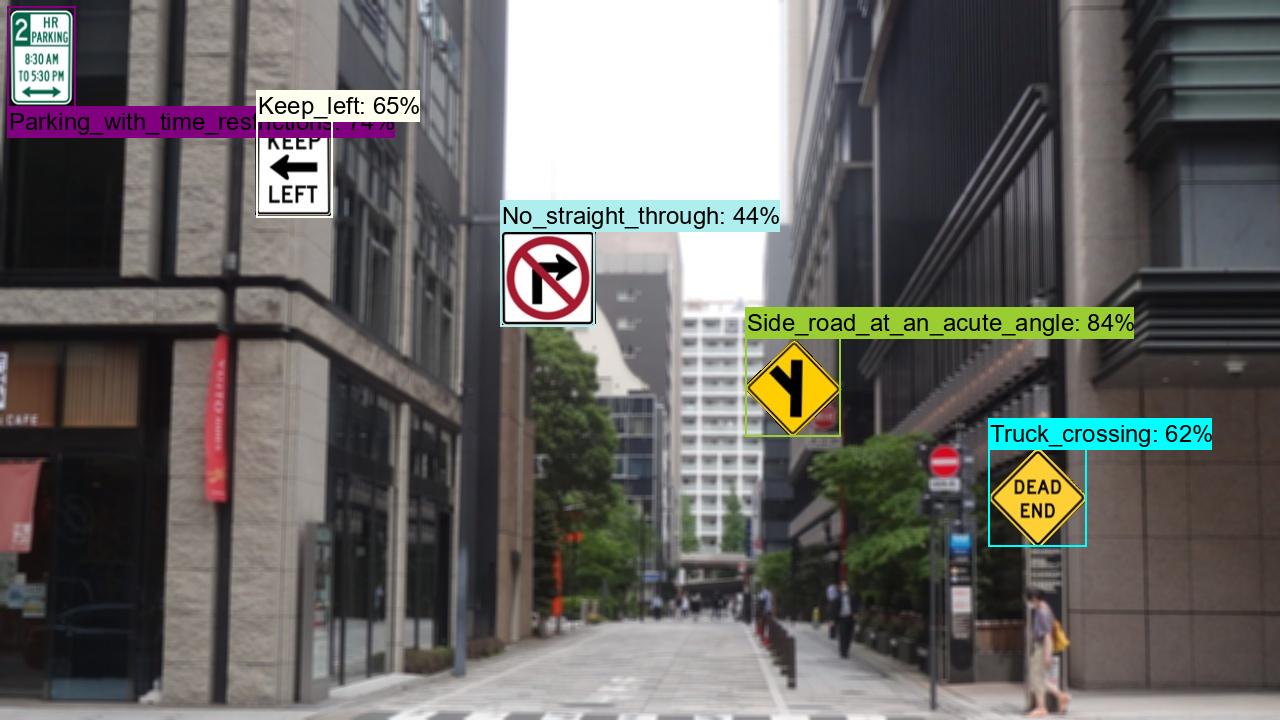 2 HR
PARKING
8:30 AM
TO 5:30 PM
Parking_with_time_restrictions: 74%
Keep_left: 65%
KEEP
LEFT
No_straight_through: 44%
Side_road_at_an_acute_angle: 84%
Truck_crossing: 62%
DEAD
END
CAFE